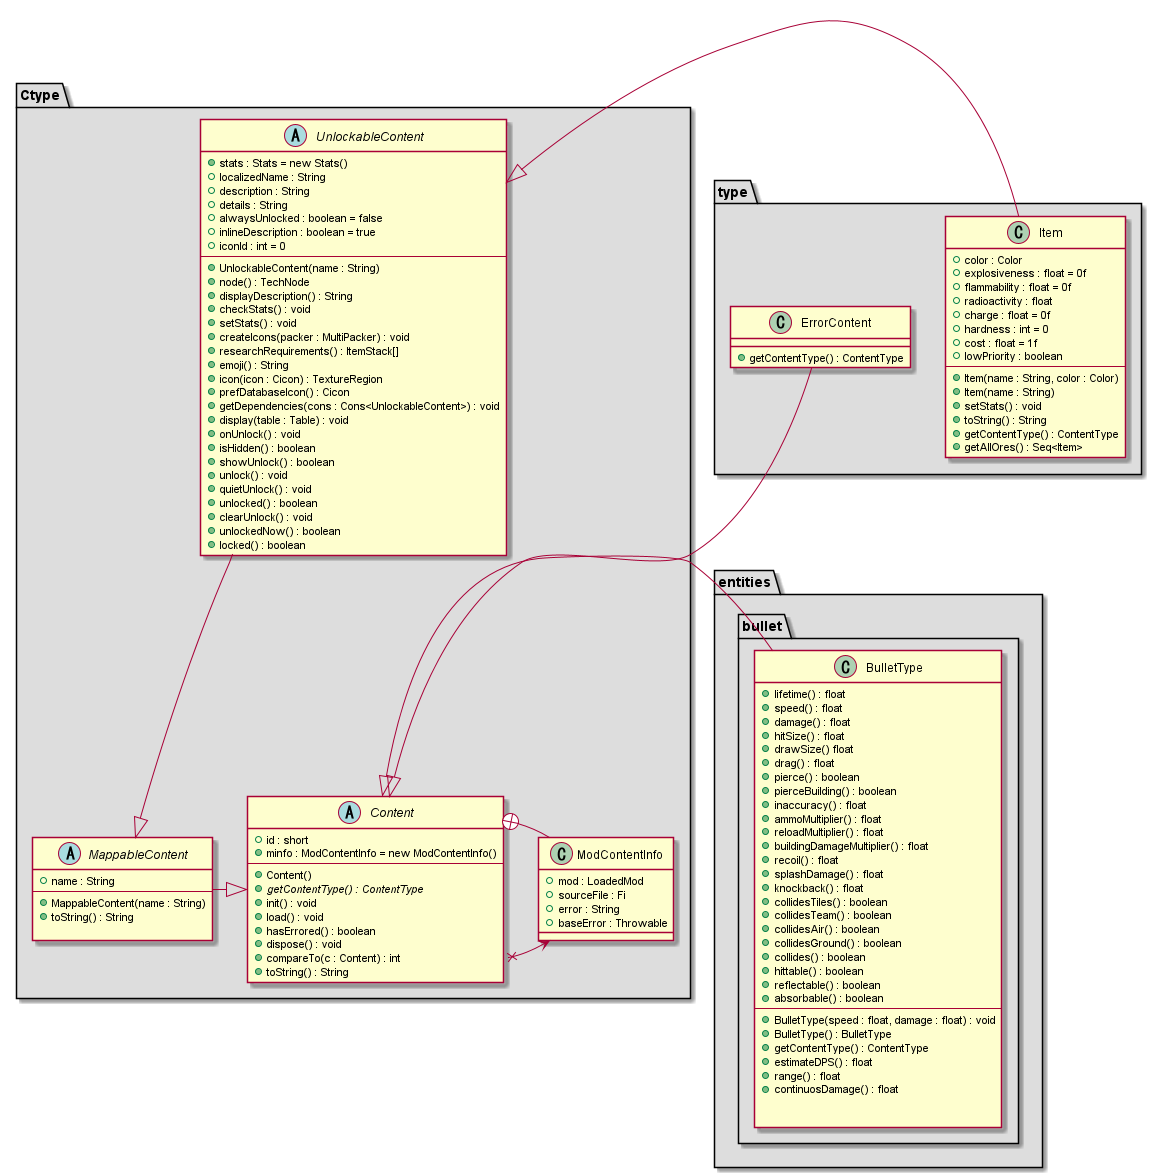 Ctype
A UnlockableContent
stats : Stats = new Stats()
localizedName : String
description : String
details : String
alwaysUnlocked : boolean = false
inlineDescription : boolean = true
iconId : int = 0
UnlockableContent(name : String)
node() : TechNode
displayDescription() : String
checkStats() : void
setStats() : void
createIcons(packer : MultiPacker) : void
researchRequirements() : ItemStack[]
emoji() : String
icon(icon : Cicon) : TextureRegion
prefDatabaseIcon() : Cicon
getDependencies(cons : Cons<UnlockableContent>) : void
display(table : Table) : void
onUnlock() : void
isHidden() : boolean
showUnlock() : boolean
unlock() : void
quietUnlock() : void
unlocked() : boolean
clearUnlock() : void
unlockedNow() : boolean
locked() : boolean
type
C Item
color : Color
explosiveness : float = 0f
flammability : float = 0f
radioactivity : float
charge : float = 0f
hardness : int = 0
cost : float = 1f
lowPriority : boolean
Item(name : String, color : Color)
Item(name : String)
setStats() : void
toString() : String
getContentType() : ContentType
getAllOres() : Seq<Item>
C ErrorContent
getContentType() : ContentType
entities
bullet
C BulletType
lifetime() : float
speed() : float
damage() : float
hitSize() : float
drawSize() float
drag() : float
pierce() : boolean
pierceBuilding() : boolean
inaccuracy() : float
ammoMultiplier() : float
reloadMultiplier() : float
buildingDamageMultiplier() : float
recoil() : float
splashDamage() : float
knockback() : float
collidesTiles() : boolean
collidesTeam() : boolean
collidesAir() : boolean
collidesGround() : boolean
collides() : boolean
hittable() : boolean
reflectable() : boolean
absorbable() : boolean
BulletType(speed : float, damage : float) : void
BulletType() : BulletType
getContentType() : ContentType
estimateDPS() : float
range() : float
continuosDamage() : float
A MappableContent
name : String
MappableContent(name : String)
toString() : String
A Content
id : short
minfo : ModContentInfo = new ModContentInfo()
Content()
getContentType() : ContentType
init() : void
load() : void
hasErrored() : boolean
dispose() : void
compareTo(c : Content) : int
toString() : String
C ModContentInfo
mod : LoadedMod
sourceFile : Fi
error : String
baseError : Throwable